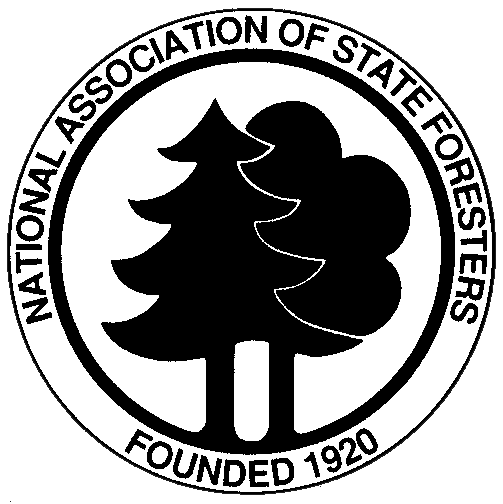 NATIONAL ASSOCIATION OF STATE FORESTERS
FOUNDED 1920